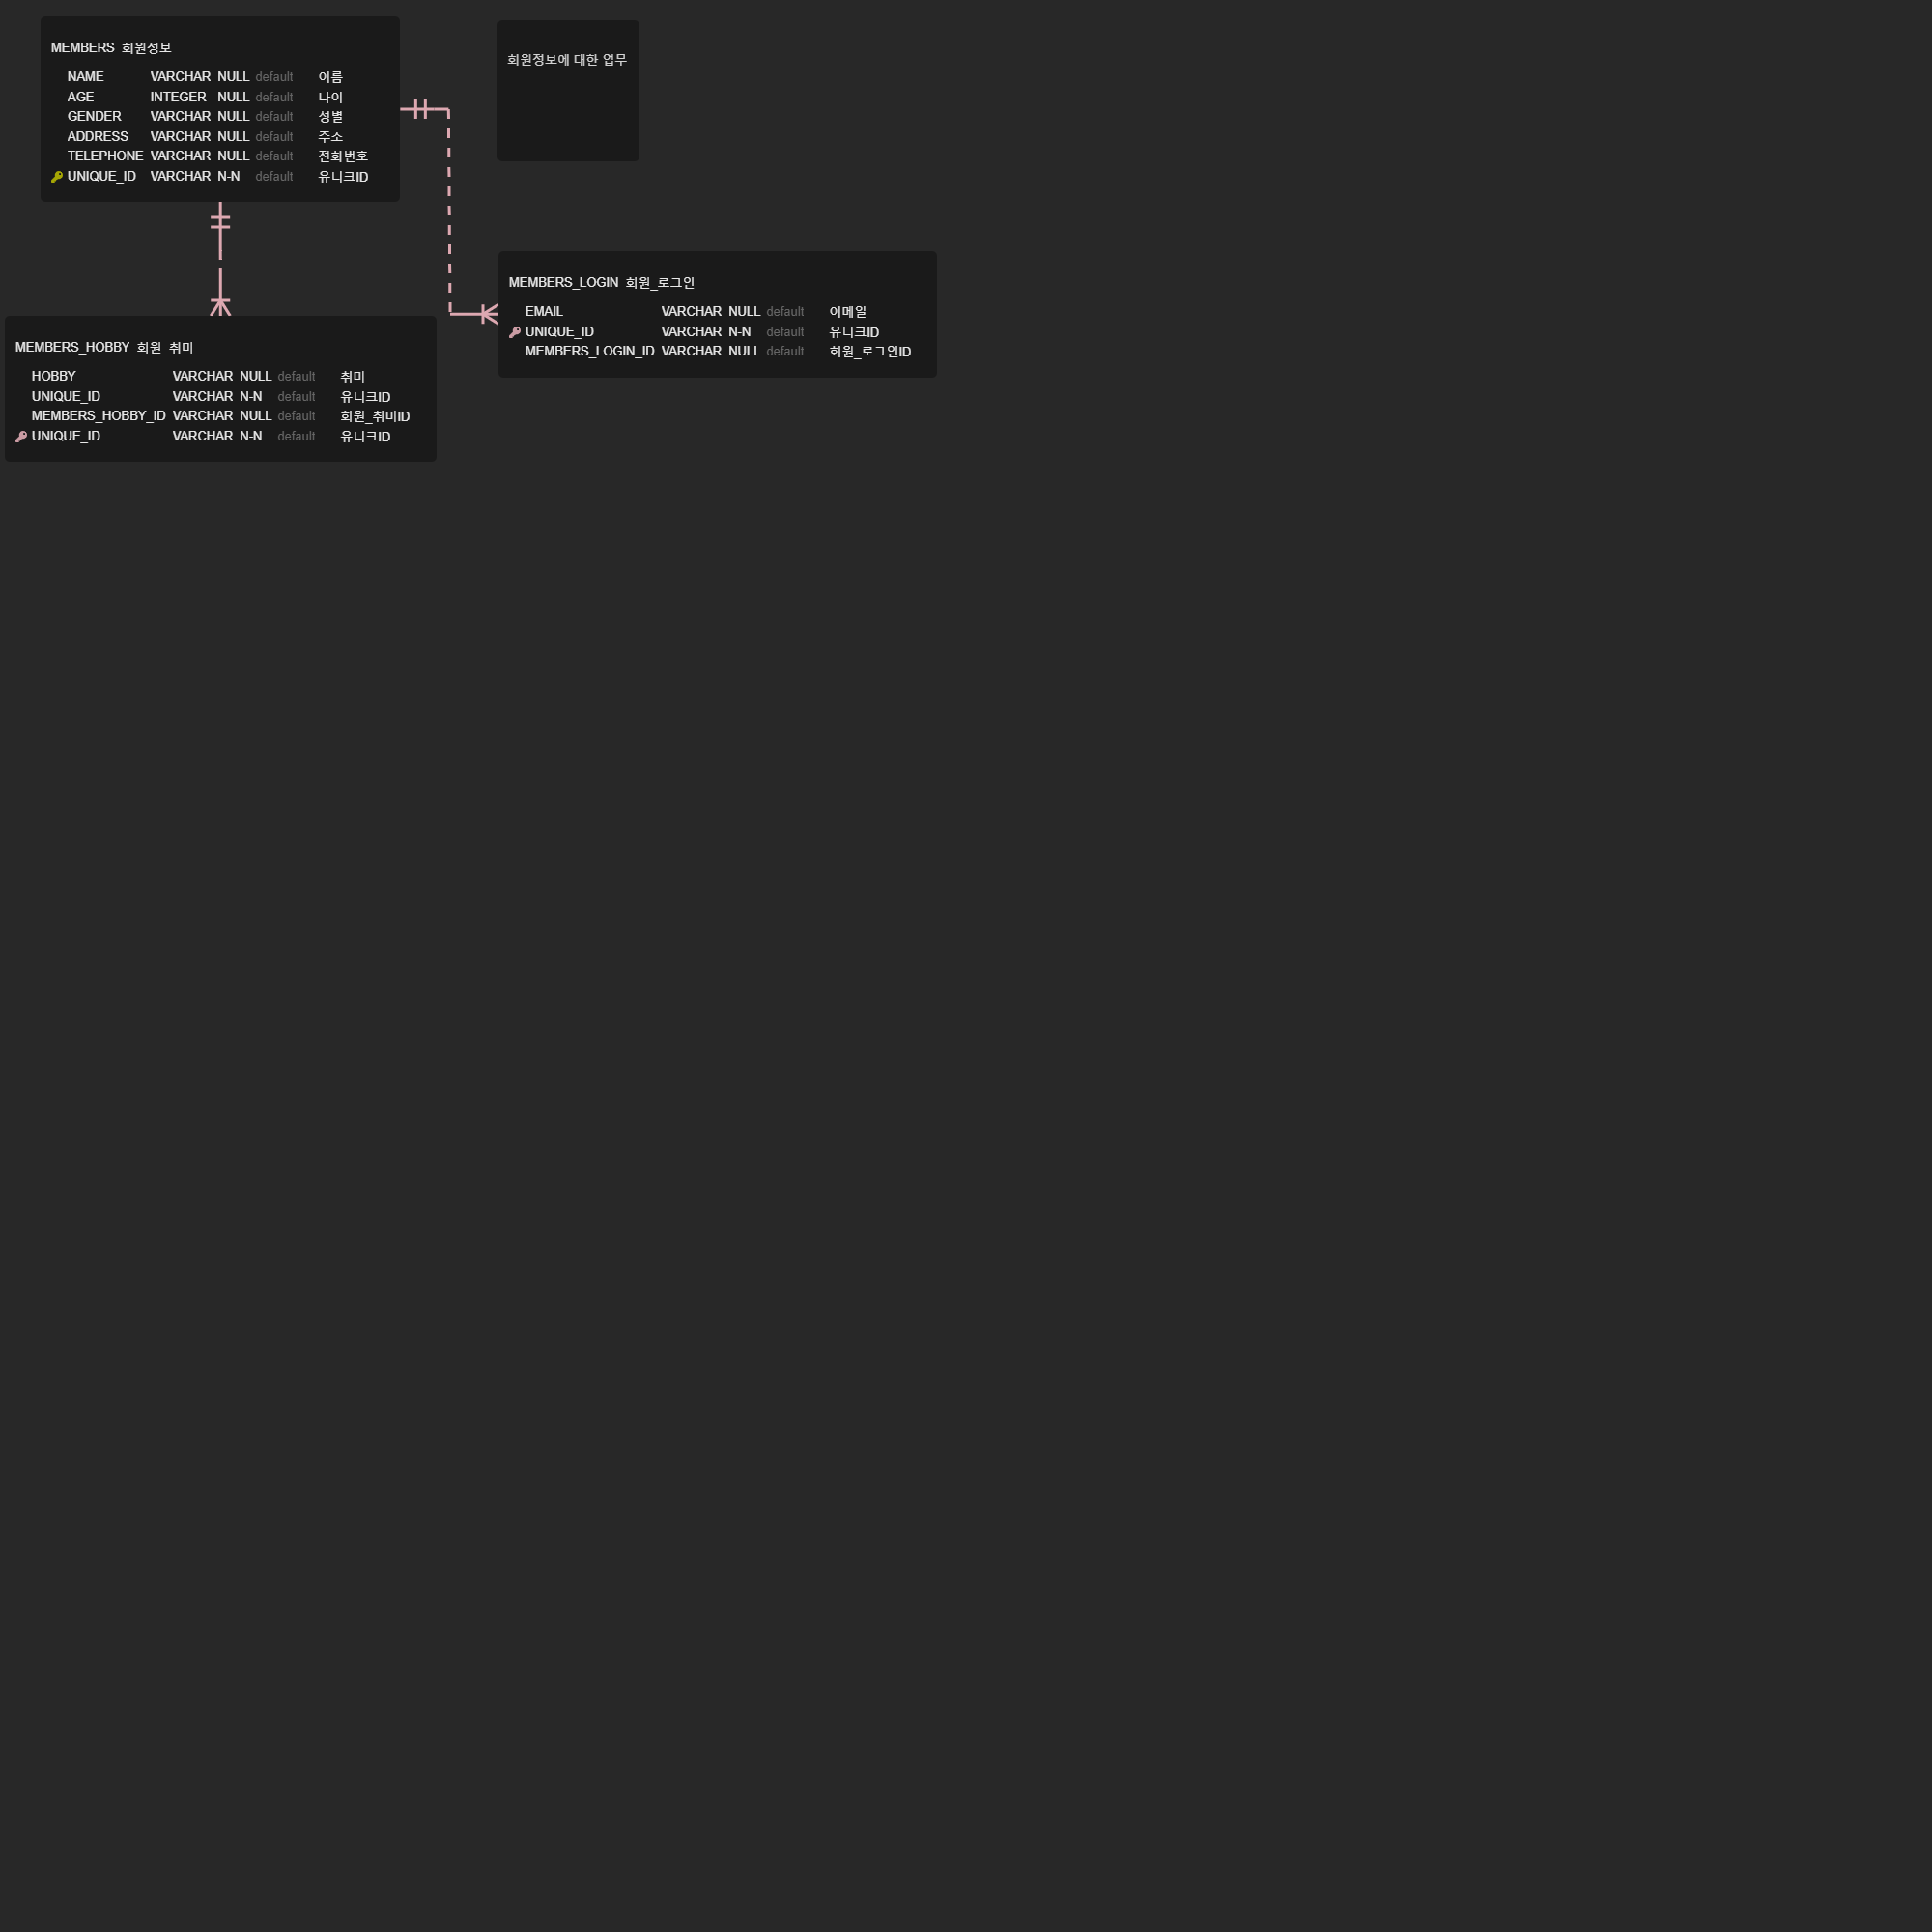 MEMBERS 회원정보
NAME VARCHAR NULL default 이름
AGE INTEGER NULL default 나이
GENDER VARCHAR NULL default 성별
ADDRESS VARCHAR NULL default 주소
TELEPHONE VARCHAR NULL default 전화번호
UNIQUE_ID VARCHAR N-N default 유니크ID
회원정보에 대한 업무
MEMBERS_LOGIN 회원_로그인
EMAIL VARCHAR NULL default 이메일
UNIQUE_ID VARCHAR N-N default 유니크ID
MEMBERS_LOGIN_ID VARCHAR NULL default 회원_로그인ID
MEMBERS_HOBBY 회원_취미
HOBBY VARCHAR NULL default 취미
UNIQUE_ID VARCHAR N-N default 유니크ID
MEMBERS_HOBBY_ID VARCHAR NULL default 회원_취미ID
UNIQUE_ID VARCHAR N-N default 유니크ID